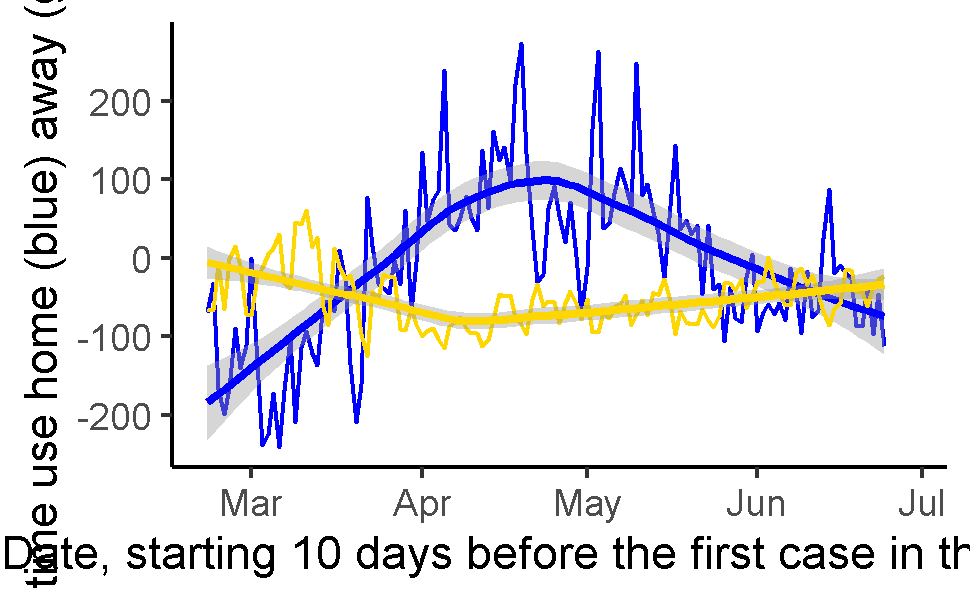 time use home (blue) away (
200
100
0
-100
-200
Mar Apr May Jun Jul
Date, starting 10 days before the first case in th